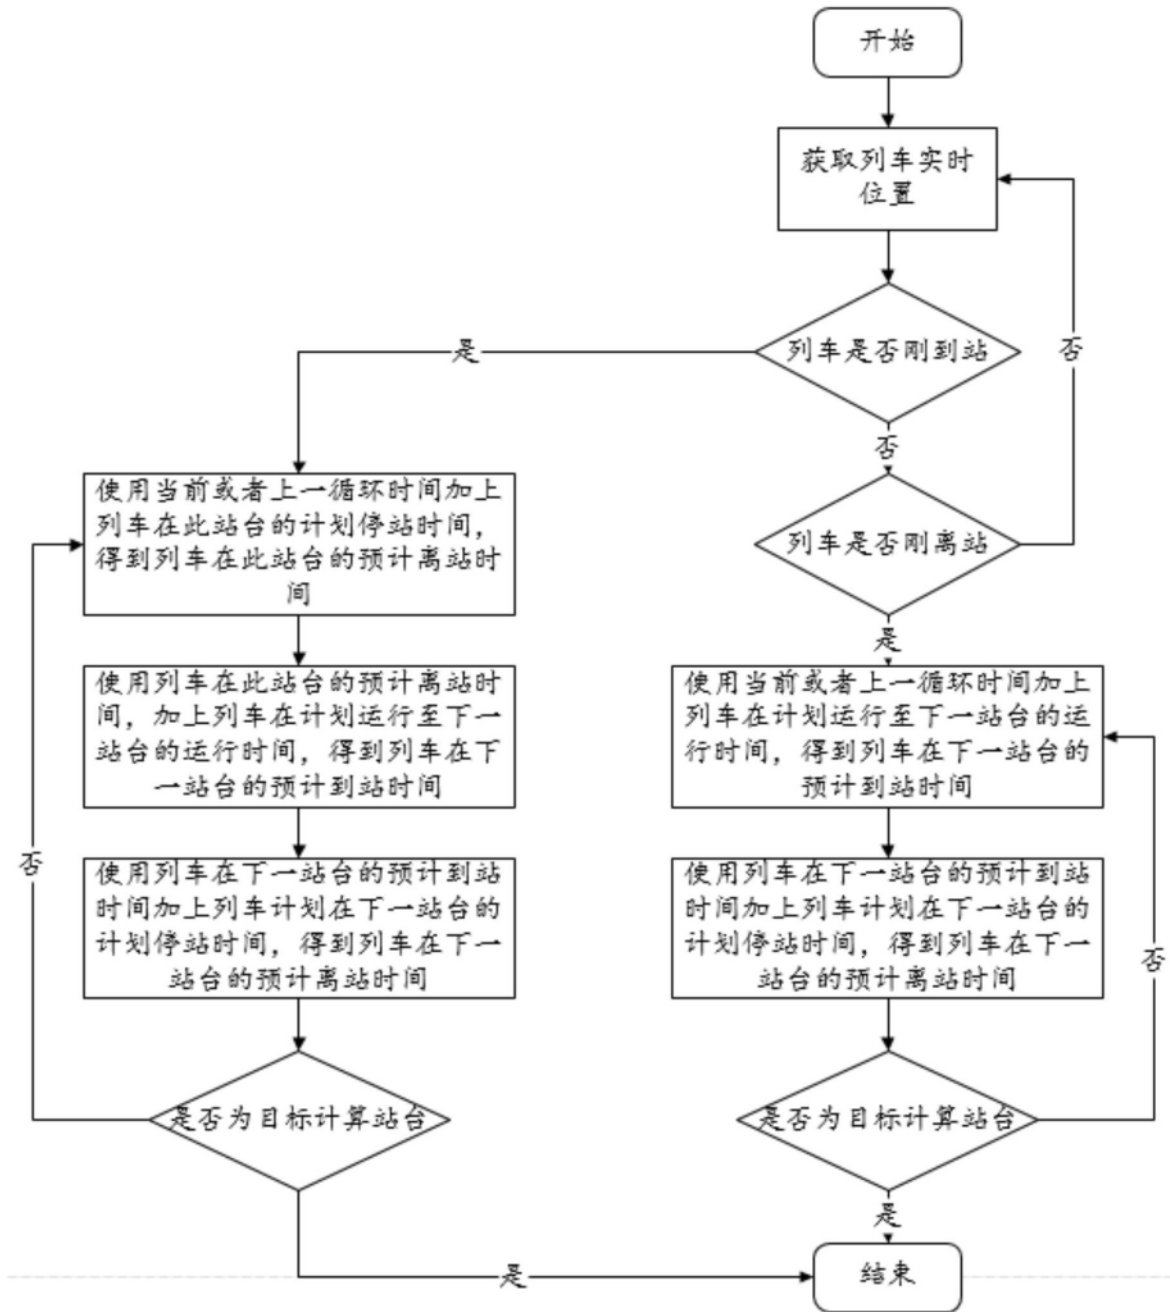 开始
获取列车实时
位置
列车是否刚到站
是
否
否
使用当前或者上一循环时间加上
列车在此站台的计划停站时间，
得到列车在此站台的预计离站时
间
列车是否刚离站
是
使用列车在此站台的预计离站时
间，加上列车在计划运行至下一
站台的运行时间，得到列车在下
一站台的预计到站时间
使用当前或者上一循环时间加上
列车在计划运行至下一站台的运
行时间，得到列车在下一站台的
预计到站时间
否
使用列车在下一站台的预计到站
时间加上列车计划在下一站台的
计划停站时间，得到列车在下一
站台的预计离站时间
使用列车在下一站台的预计到站
时间加上列车计划在下一站台的
计划停站时间，得到列车在下一
站台的预计离站时间
否
是否为目标计算站台
是否为目标计算站台
是
是
结束